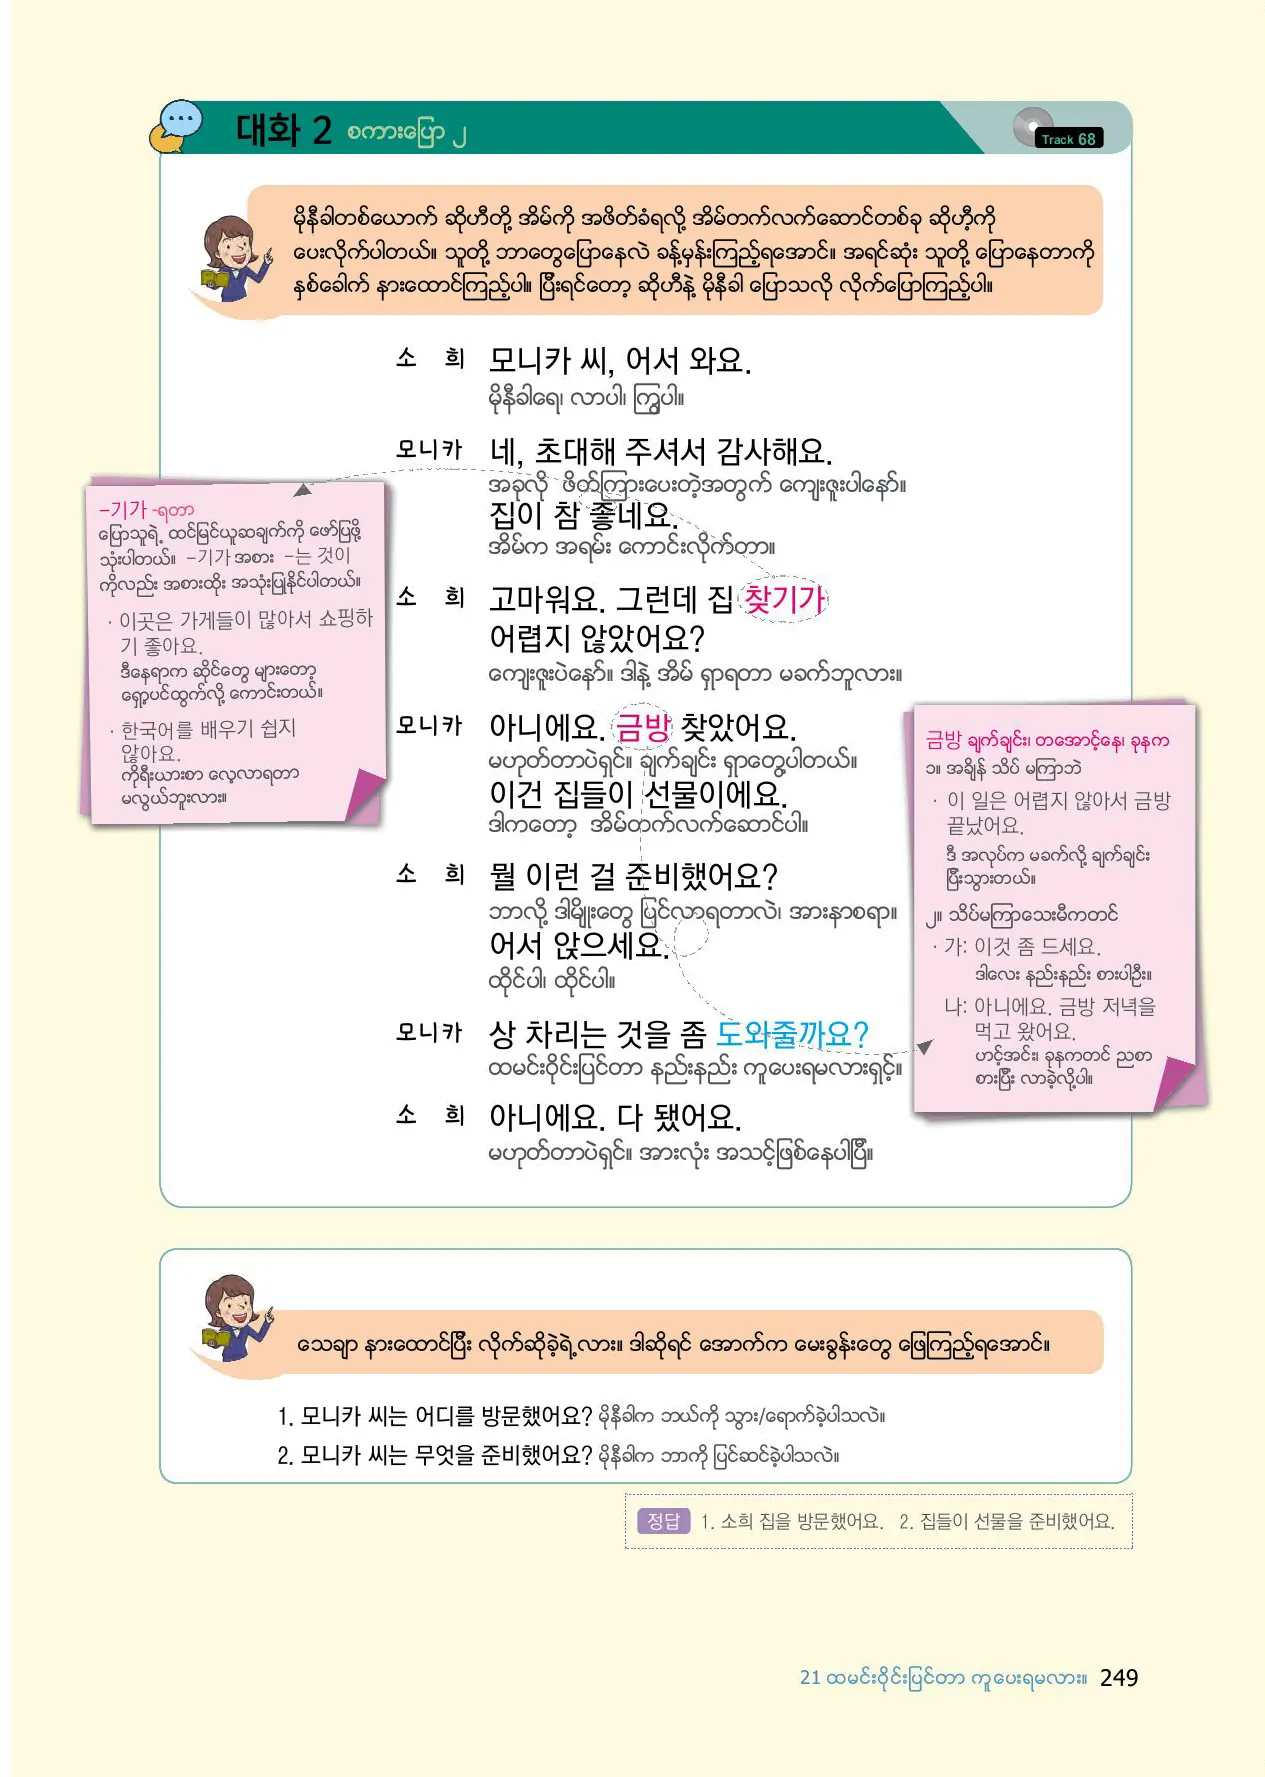 대화 2 စကားပြော ၂
Track 68
မိုနီခါတစ်ယောက် ဆိုဟီတို့ အိမ်ကို အဖိတ်ခံရလို့ အိမ်တက်လက်ဆောင်တစ်ခု ဆိုဟီ့ကို
ပေးလိုက်ပါတယ်။ သူတို့ ဘာတွေပြောနေလဲ ခန့်မှန်းကြည့်ရအောင်။ အရင်ဆုံး သူတို့ ပြောနေတာကို
နှစ်ခေါက် နားထောင်ကြည့်ပါ။ ပြီးရင်တော့ ဆိုဟီနဲ့ မိုနီခါ ပြောသလို လိုက်ပြောကြည့်ပါ။
소 희 모니카 씨, 어서 와요.
မိုနီခါရေ၊ လာပါ၊ ကြွပါ။
모니카 네, 초대해 주셔서 감사해요.
အခုလို ဖိတ်ကြားပေးတဲ့အတွက် ကျေးဇူးပါနော်။
집이 참 좋네요.
အိမ်က အရမ်း ကောင်းလိုက်တာ။
소 희 고마워요. 그런데 집 찾기가
어렵지 않았어요?
ကျေးဇူးပဲနော်။ ဒါနဲ့ အိမ် ရှာရတာ မခက်ဘူလား။
모니카 아니에요. 금방 찾았어요.
မဟုတ်တာပဲရှင်။ ချက်ချင်း ရှာတွေ့ပါတယ်။
이건 집들이 선물이에요.
ဒါကတော့ အိမ်တက်လက်ဆောင်ပါ။
소 희 뭘 이런 걸 준비했어요?
ဘာလို့ ဒါမျိုးတွေ ပြင်လာရတာလဲ၊ အားနာစရာ။
어서 앉으세요.
ထိုင်ပါ၊ ထိုင်ပါ။
모니카 상 차리는 것을 좀 도와줄까요?
ထမင်းဝိုင်းပြင်တာ နည်းနည်း ကူပေးရမလားရှင့်။
소 희 아니에요. 다 됐어요.
မဟုတ်တာပဲရှင်။ အားလုံး အသင့်ဖြစ်နေပါပြီ။
-기가 -ရတာ
ပြောသူရဲ့ ထင်မြင်ယူဆချက်ကို ဖော်ပြဖို့
သုံးပါတယ်။ -기가 အစား -는 것이
ကိုလည်း အစားထိုး အသုံးပြုနိုင်ပါတယ်။
· 이곳은 가게들이 많아서 쇼핑하
기 좋아요.
ဒီနေရာက ဆိုင်တွေ များတော့
ရှော့ပင်ထွက်လို့ ကောင်းတယ်။
· 한국어를 배우기 쉽지
않아요.
ကိုရီးယားစာ လေ့လာရတာ
မလွယ်ဘူးလား။
금방 ချက်ချင်း၊ တအောင့်နေ၊ ခုနက
၁။ အချိန် သိပ် မကြာဘဲ
· 이 일은 어렵지 않아서 금방
끝났어요.
ဒီ အလုပ်က မခက်လို့ ချက်ချင်း
ပြီးသွားတယ်။
၂။ သိပ်မကြာသေးမီကတင်
· 가: 이것 좀 드세요.
ဒါလေး နည်းနည်း စားပါဦး။
나: 아니에요. 금방 저녁을
먹고 왔어요.
ဟင့်အင်း၊ ခုနကတင် ညစာ
စားပြီး လာခဲ့လို့ပါ။
သေချာ နားထောင်ပြီး လိုက်ဆိုခဲ့ရဲ့လား။ ဒါဆိုရင် အောက်က မေးခွန်းတွေ ဖြေကြည့်ရအောင်။
1. 모니카 씨는 어디를 방문했어요? မိုနီခါက ဘယ်ကို သွား/ရောက်ခဲ့ပါသလဲ။
2. 모니카 씨는 무엇을 준비했어요? မိုနီခါက ဘာကို ပြင်ဆင်ခဲ့ပါသလဲ။
정답 1. 소희 집을 방문했어요. 2. 집들이 선물을 준비했어요.
21 ထမင်းဝိုင်းပြင်တာ ကူပေးရမလား။ 249